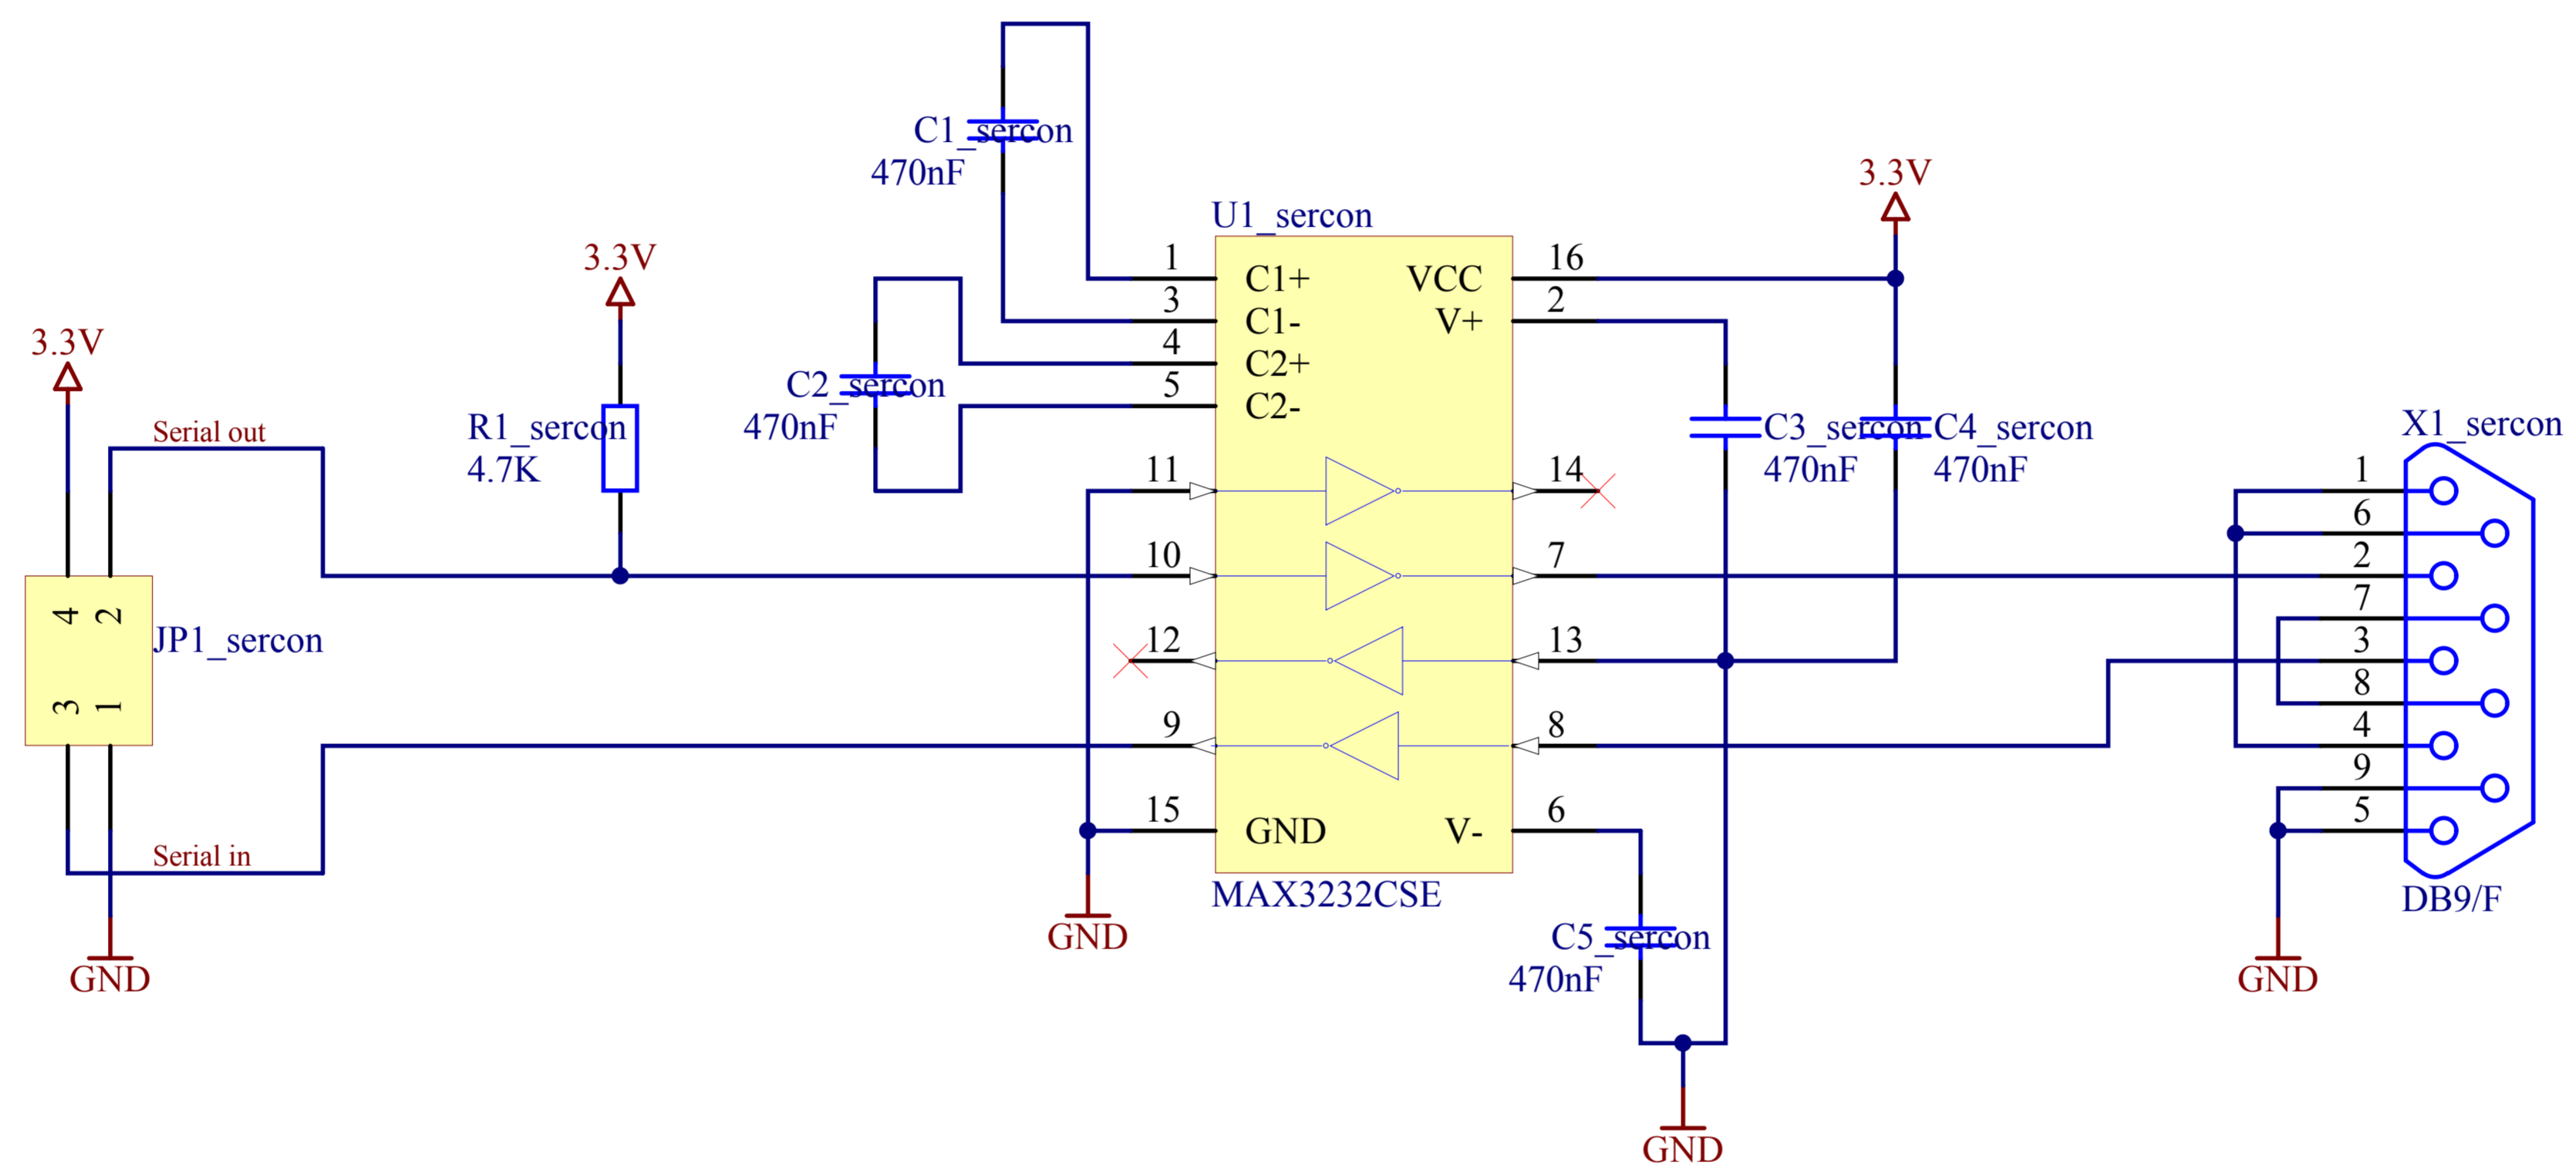 C1_sercon
470nF
3.3V
U1_sercon
3.3V
1
C1+
VCC
16
3
C1-
V+
2
4
C2+
5
C2-
3.3V
C2_sercon
470nF
Serial out
R1_sercon
4.7K
C3_sercon
470nF
C4_sercon
470nF
X1_sercon
11
14
10
7
12
13
9
8
15
GND
V-
6
4
2
JP1_sercon
3
1
1
6
2
7
3
8
4
9
5
Serial in
MAX3232CSE
DB9/F
GND
GND
C5_sercon
470nF
GND
GND